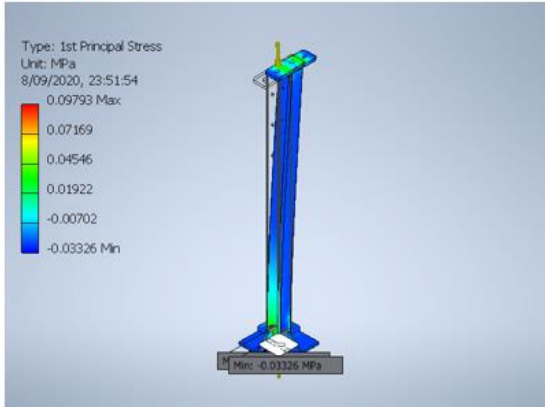 Type: 1st Principal Stress
Unit: MPa
8/09/2020, 23:51:54
0.09793 Max
0.07169
0.04546
0.01922
-0.00702
-0.03326 Min
Min: -0.03326 MPa